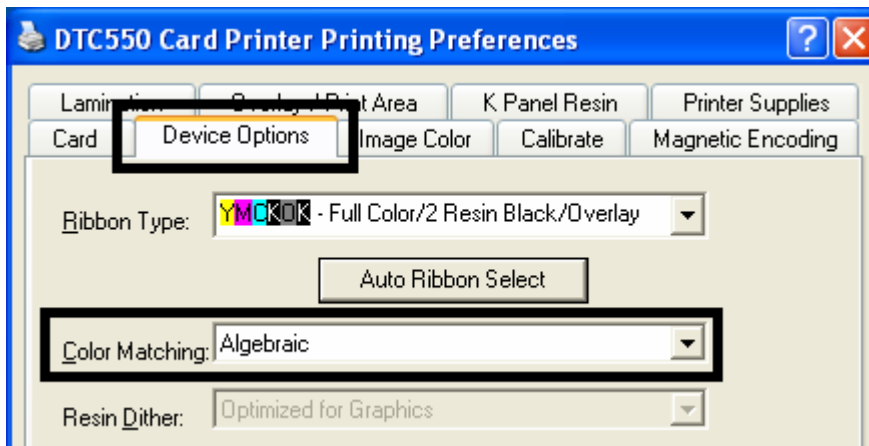 DTC550 Card Printer Printing Preferences
Lamination Overlay / Print Area K Panel Resin Printer Supplies
Card Device Options Image Color Calibrate Magnetic Encoding
Ribbon Type: YMCKOK - Full Color/2 Resin Black/Overlay
Auto Ribbon Select
Color Matching: Algebraic
Resin Dither: Optimized for Graphics